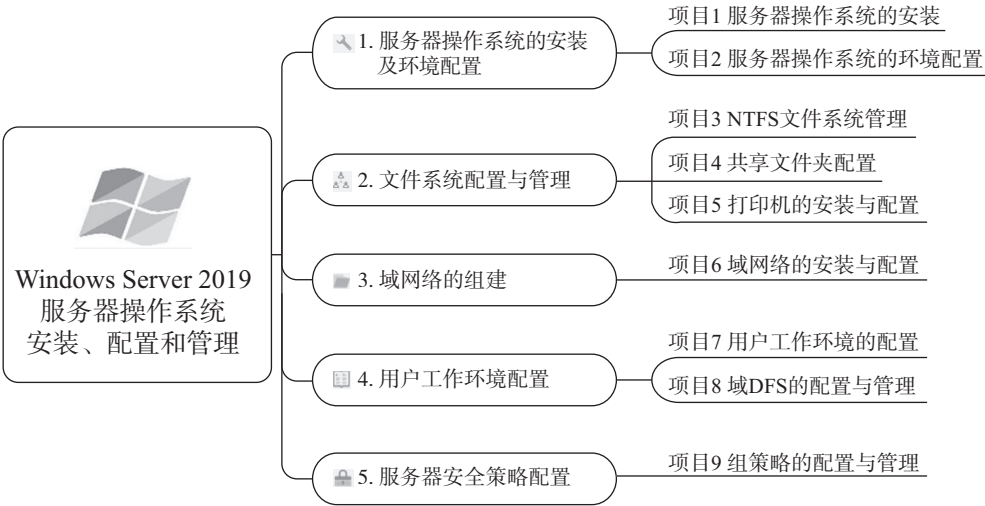 Windows Server 2019
服务器操作系统
安装、配置和管理
1. 服务器操作系统的安装
及环境配置
项目1 服务器操作系统的安装
项目2 服务器操作系统的环境配置
2. 文件系统配置与管理
项目3 NTFS文件系统管理
项目4 共享文件夹配置
项目5 打印机的安装与配置
3. 域网络的组建
项目6 域网络的安装与配置
4. 用户工作环境配置
项目7 用户工作环境的配置
项目8 域DFS的配置与管理
5. 服务器安全策略配置
项目9 组策略的配置与管理